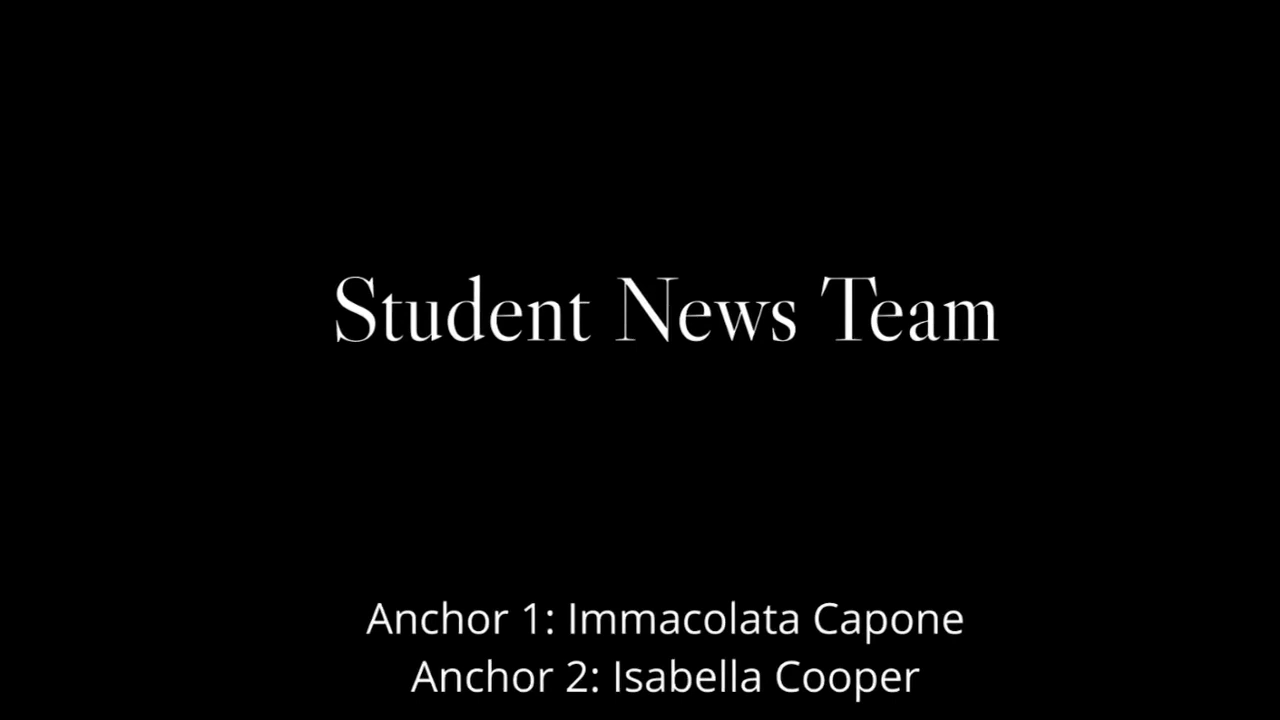 Student News Team
Anchor 1: Immacolata Capone
Anchor 2: Isabella Cooper